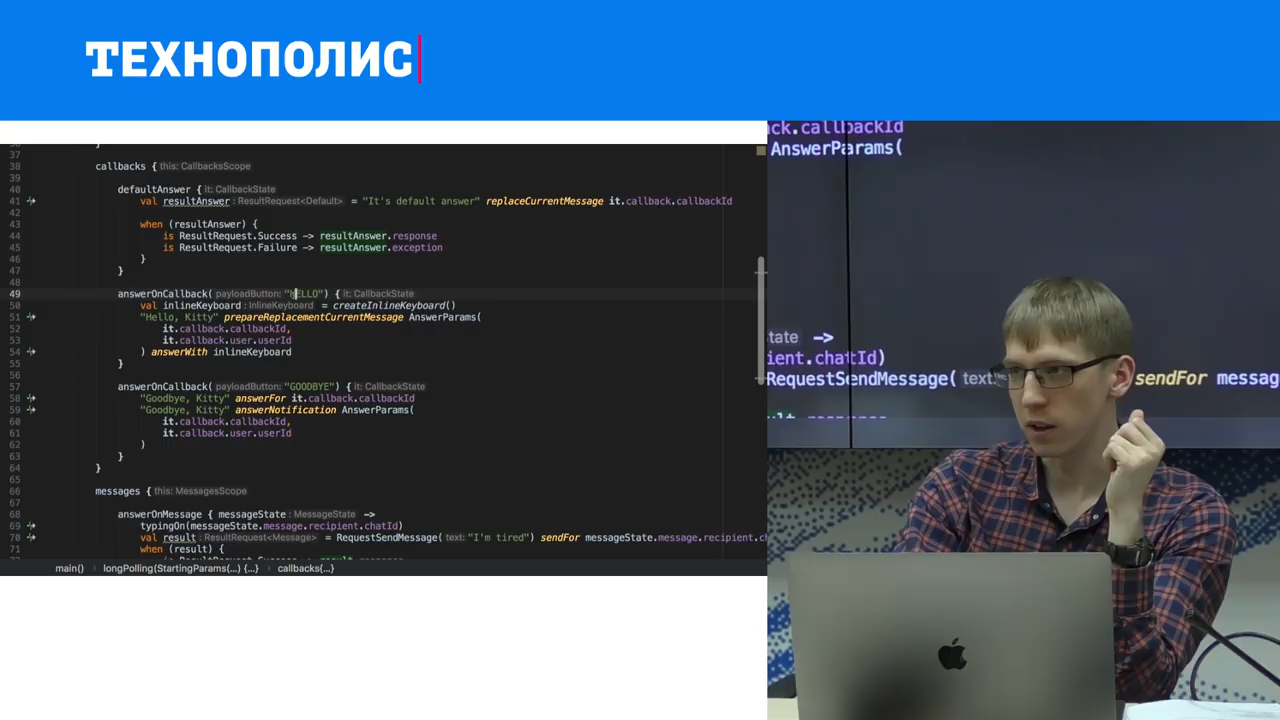 ТЕХНОПОЛИС
37
38 callbacks { this: CallbacksScope
39
40 defaultAnswer { it: CallbackState
41 val resultAnswer : ResultRequest<Default> = "It's default answer" replaceCurrentMessage it.callback.callbackId
42
43 when (resultAnswer) {
44 is ResultRequest.Success -> resultAnswer.response
45 is ResultRequest.Failure -> resultAnswer.exception
46 }
47 }
48
49 answerOnCallback( payloadButton: "HELLO") { it: CallbackState
50 val inlineKeyboard : InlineKeyboard = createInlineKeyboard()
51 "Hello, Kitty" prepareReplacementCurrentMessage AnswerParams(
52 it.callback.callbackId,
53 it.callback.user.userId
54 ) answerWith inlineKeyboard
55 }
56
57 answerOnCallback( payloadButton: "GOODBYE") { it: CallbackState
58 "Goodbye, Kitty" answerFor it.callback.callbackId
59 "Goodbye, Kitty" answerNotification AnswerParams(
60 it.callback.callbackId,
61 it.callback.user.userId
62 )
63 }
64 }
65
66 messages { this: MessagesScope
67
68 answerOnMessage { messageState : MessageState ->
69 typingOn(messageState.message.recipient.chatId)
70 val result : ResultRequest<Message> = RequestSendMessage( text: "I'm tired") sendFor messageState.message.recipient.ch
71 when (result) {
main() › longPolling(StartingParams(...) {...} › callbacks{...}
ck.callbackId
AnswerParams(
tate ->
ient.chatId)
RequestSendMessage( text: sendFor messag